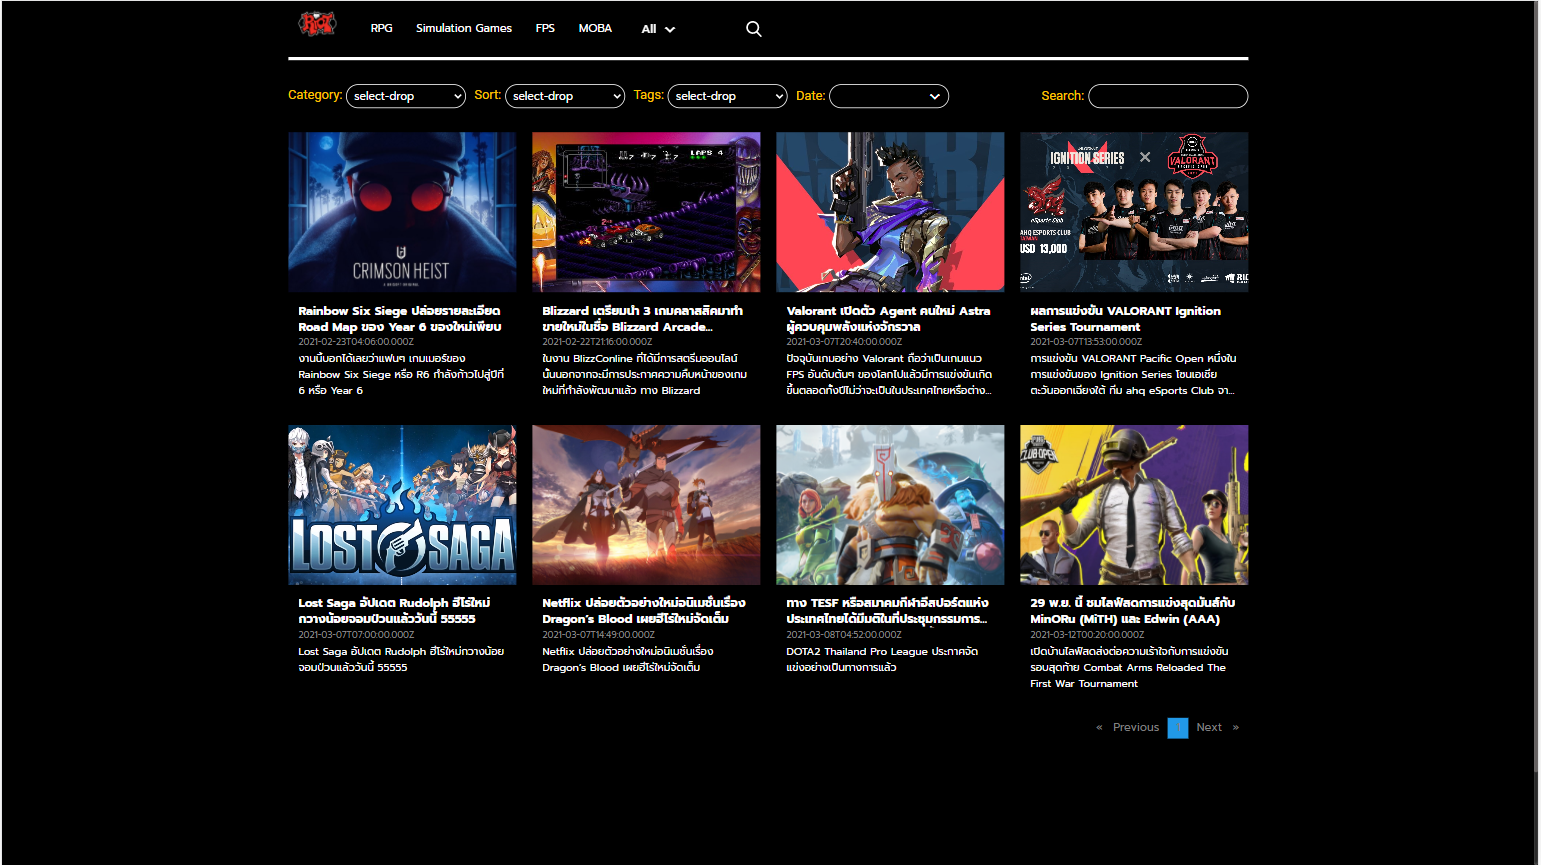 RIOT
RPG
Simulation Games
FPS
MOBA
All
Category:
select-drop
Sort:
select-drop
Tags:
select-drop
Date:
Search:
CRIMSON HEIST
LAPS 4
IGNITION SERIES
VALORANT
eSports Club
AHQ ESPORTS CLUB
USD 13,000
Rainbow Six Siege ปล่อยรายละเอียด
Road Map ของ Year 6 ของใหม่เพียบ
2021-02-23T04:06:00.000Z
งานนี้บอกได้เลยว่าแฟนๆ เกมเมอร์ของ
Rainbow Six Siege หรือ R6 กำลังก้าวไปสู่ปีที่
6 หรือ Year 6
Blizzard เตรียมนำ 3 เกมคลาสสิคมาทำ
ขายใหม่ในชื่อ Blizzard Arcade...
2021-02-22T21:16:00.000Z
ในงาน BlizzConline ที่ได้มีการสตรีมออนไลน์
นั้นนอกจากจะมีการประกาศความคืบหน้าของเกม
ใหม่ที่กำลังพัฒนาแล้ว ทาง Blizzard
Valorant เปิดตัว Agent คนใหม่ Astra
ผู้ควบคุมพลังแห่งจักรวาล
2021-03-07T20:40:00.000Z
ปัจจุบันเกมอย่าง Valorant ถือว่าเป็นเกมแนว
FPS อันดับต้นๆ ของโลกไปแล้วมีการแข่งขันเกิด
ขึ้นตลอดทั้งปีไม่ว่าจะเป็นในประเทศไทยหรือต่าง...
ผลการแข่งขัน VALORANT Ignition
Series Tournament
2021-03-07T13:53:00.000Z
การแข่งขัน VALORANT Pacific Open หนึ่งใน
การแข่งขันของ Ignition Series โซนเอเชีย
ตะวันออกเฉียงใต้ ทีม ahq eSports Club จา...
LOST SAGA
CLUB OPEN
Lost Saga อัปเดต Rudolph ฮีโร่ใหม่
กวางน้อยจอมป่วนแล้ววันนี้ 55555
2021-03-07T07:00:00.000Z
Lost Saga อัปเดต Rudolph ฮีโร่ใหม่กวางน้อย
จอมป่วนแล้ววันนี้ 55555
Netflix ปล่อยตัวอย่างใหม่อนิเมชั่นเรื่อง
Dragon's Blood เผยฮีโร่ใหม่จัดเต็ม
2021-03-07T14:49:00.000Z
Netflix ปล่อยตัวอย่างใหม่อนิเมชั่นเรื่อง
Dragon's Blood เผยฮีโร่ใหม่จัดเต็ม
ทาง TESF หรือสมาคมกีฬาอีสปอร์ตแห่ง
ประเทศไทยได้มีมติในที่ประชุมกรรมการ...
2021-03-08T04:52:00.000Z
DOTA2 Thailand Pro League ประกาศจัด
แข่งอย่างเป็นทางการแล้ว
29 พ.ย. นี้ ชมไลฟ์สดการแข่งสุดมันส์กับ
MinORu (MiTH) และ Edwin (AAA)
2021-03-12T00:20:00.000Z
เปิดบ้านไลฟ์สดส่งต่อความเร้าใจกับการแข่งขัน
รอบสุดท้าย Combat Arms Reloaded The
First War Tournament
« Previous 1 Next »